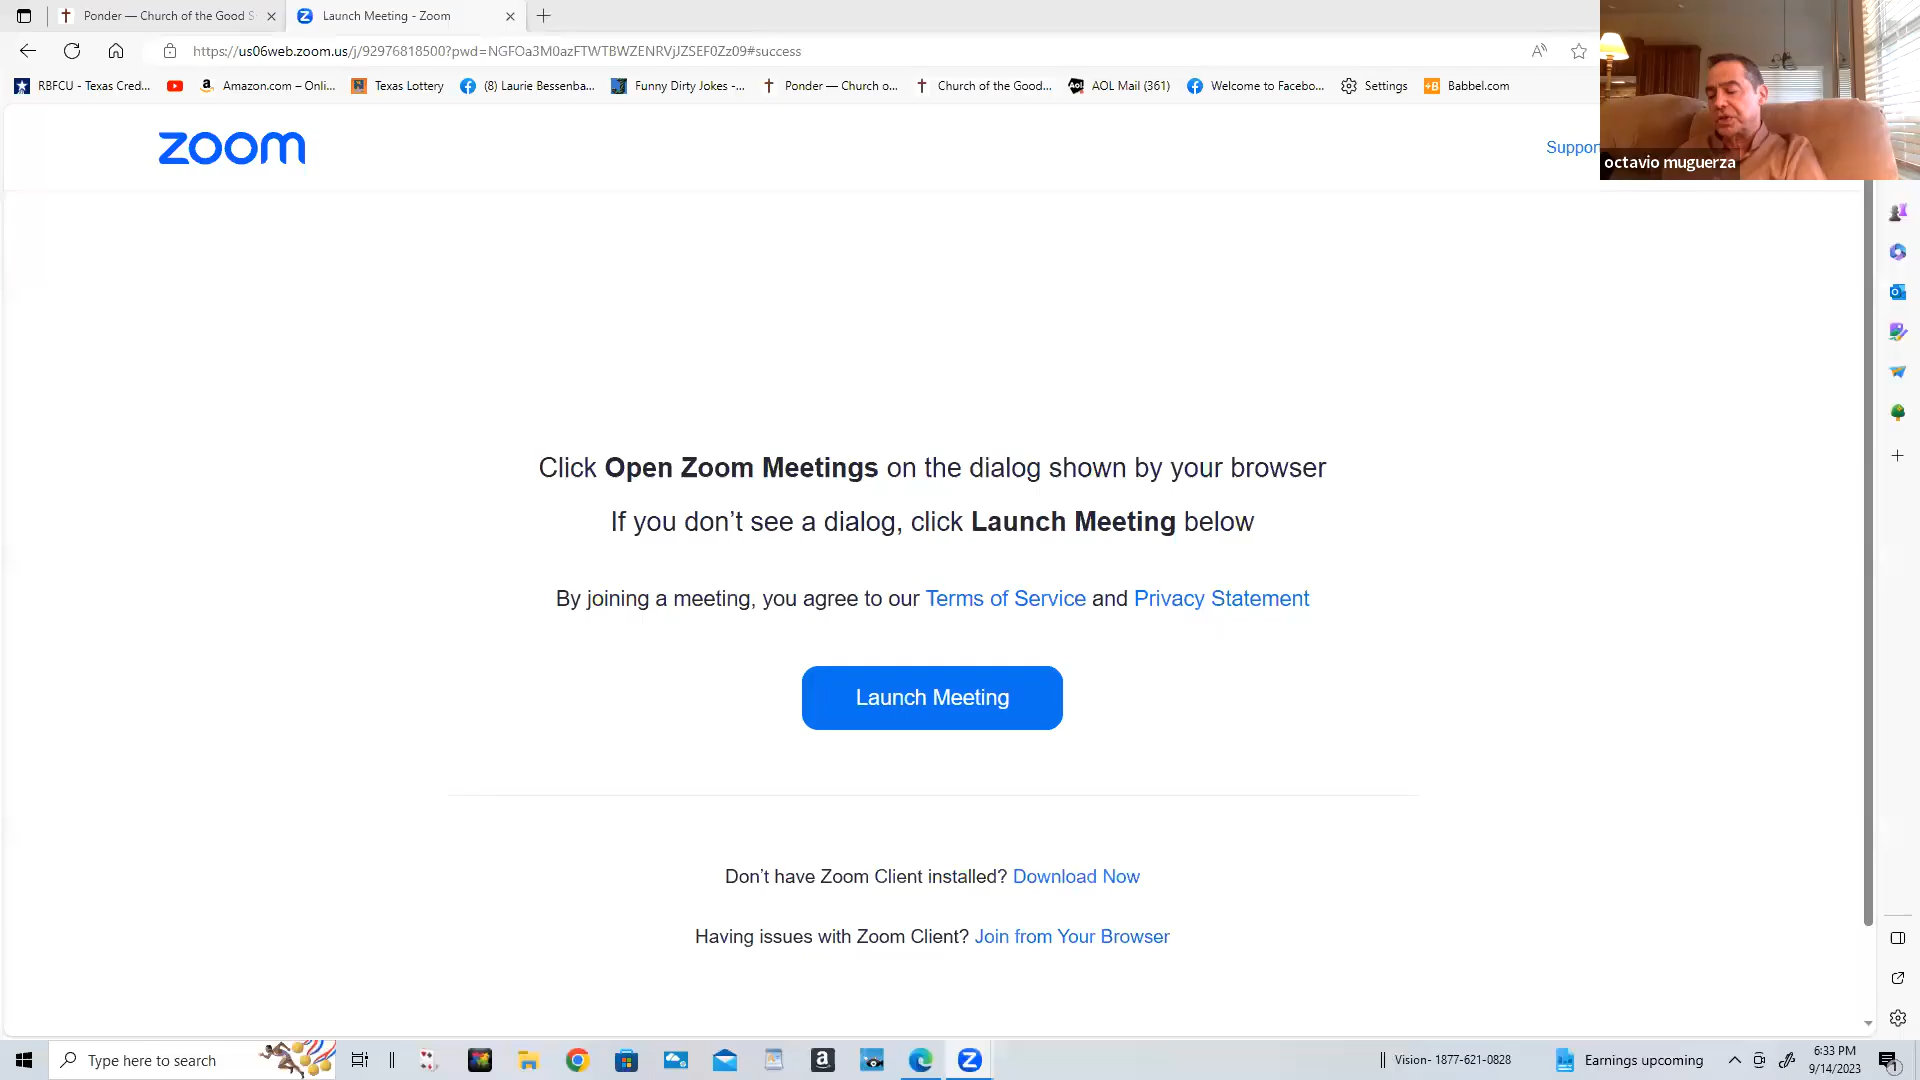 Ponder — Church of the Good S
Launch Meeting - Zoom
https://us06web.zoom.us/j/92976818500?pwd=NGFOa3M0azFTWTBWZENRVjJZSEF0Zz09#success
RBFCU - Texas Cred...
Amazon.com – Onli...
Texas Lottery
(8) Laurie Bessenba...
Funny Dirty Jokes -...
Ponder — Church o...
Church of the Good...
AOL Mail (361)
Welcome to Facebo...
Settings
Babbel.com
zoom
Suppor
octavio muguerza
Click Open Zoom Meetings on the dialog shown by your browser
If you don’t see a dialog, click Launch Meeting below
By joining a meeting, you agree to our Terms of Service and Privacy Statement
Launch Meeting
Don’t have Zoom Client installed? Download Now
Having issues with Zoom Client? Join from Your Browser
Type here to search
Vision- 1877-621-0828
Earnings upcoming
6:33 PM
9/14/2023
1